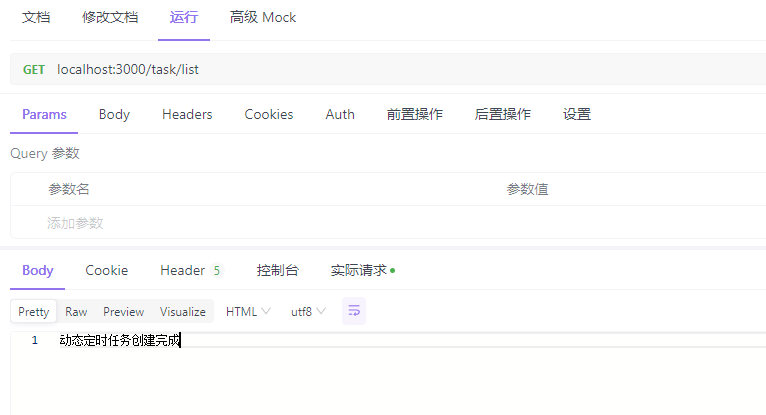 文档 修改文档 运行 高级 Mock
GET localhost:3000/task/list
Params Body Headers Cookies Auth 前置操作 后置操作 设置
Query 参数
参数名 参数值
添加参数
Body Cookie Header 5 控制台 实际请求
Pretty Raw Preview Visualize HTML utf8
1 动态定时任务创建完成